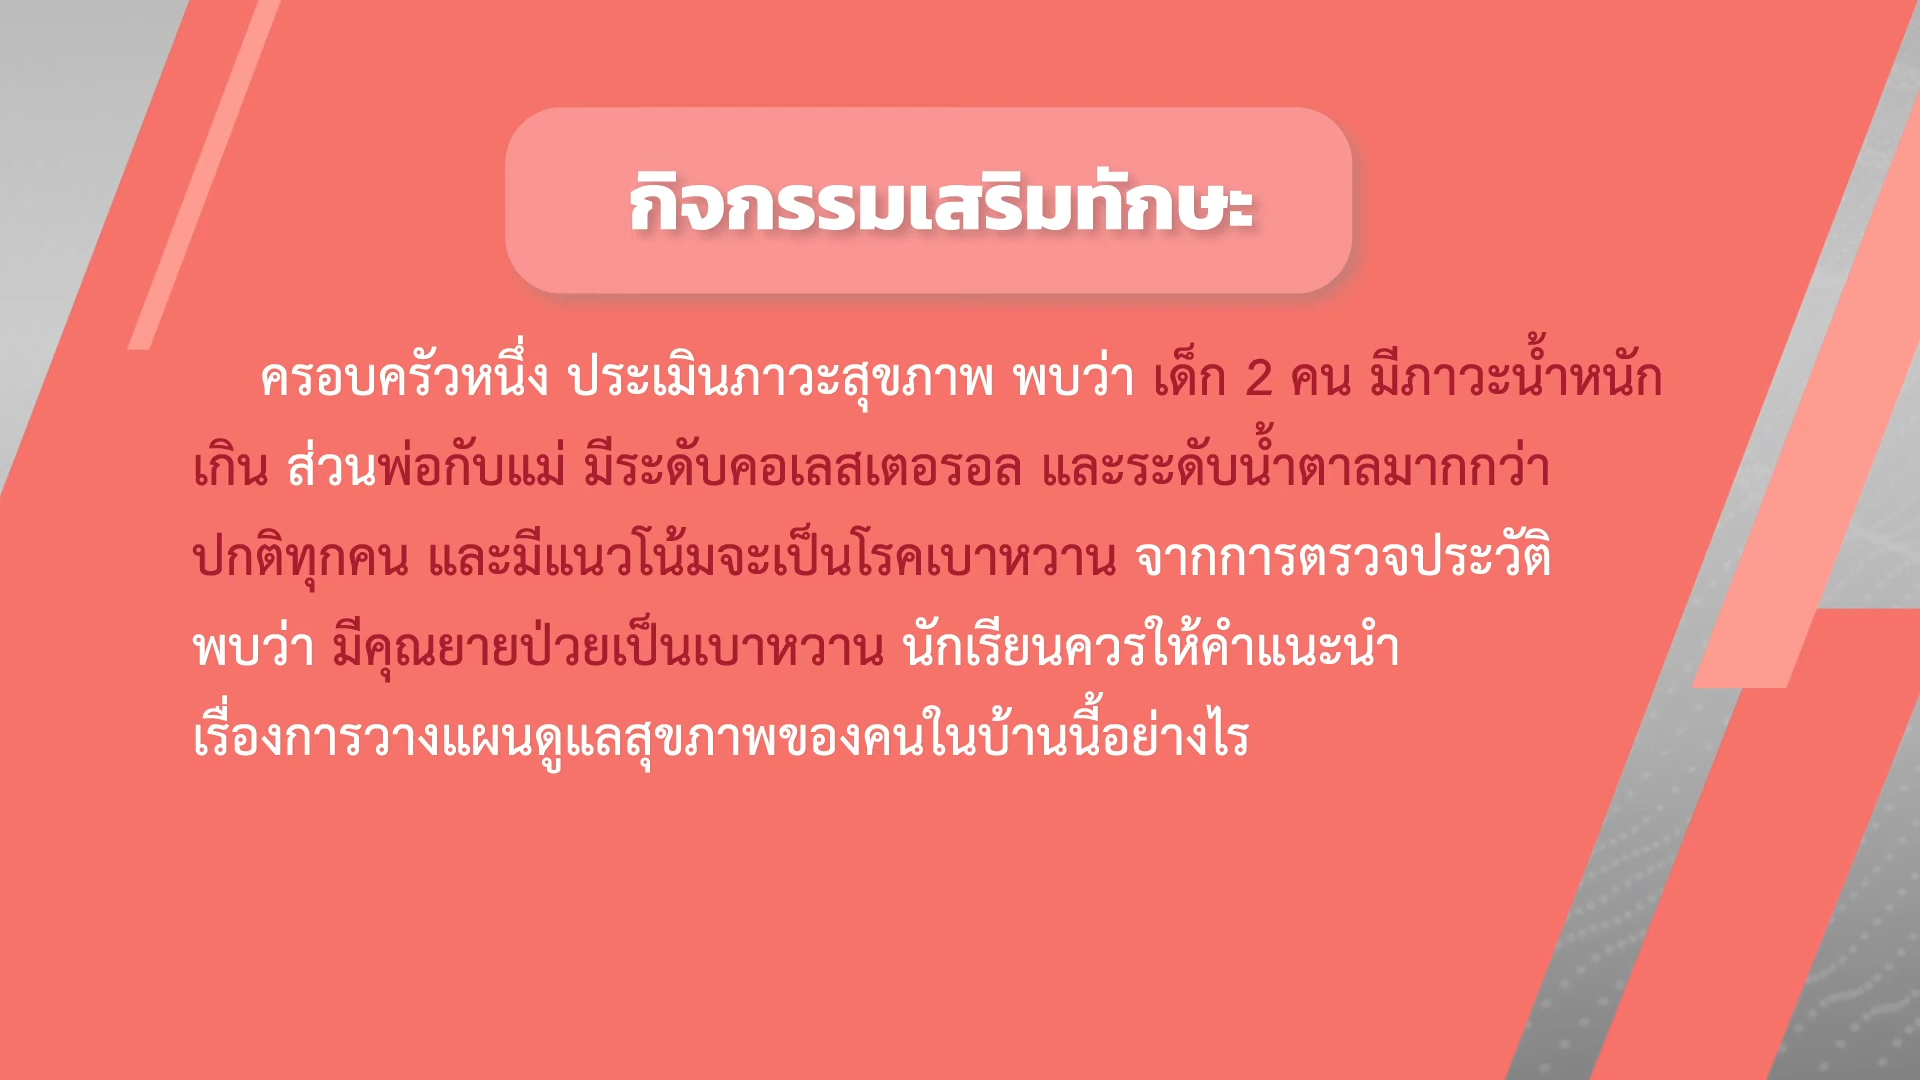 กิจกรรมเสริมทักษะ
ครอบครัวหนึ่ง ประเมินภาวะสุขภาพ พบว่า เด็ก 2 คน มีภาวะน้ำหนัก
เกิน ส่วนพ่อกับแม่ มีระดับคอเลสเตอรอล และระดับน้ำตาลมากกว่า
ปกติทุกคน และมีแนวโน้มจะเป็นโรคเบาหวาน จากการตรวจประวัติ
พบว่า มีคุณยายป่วยเป็นเบาหวาน นักเรียนควรให้คำแนะนำ
เรื่องการวางแผนดูแลสุขภาพของคนในบ้านนี้อย่างไร